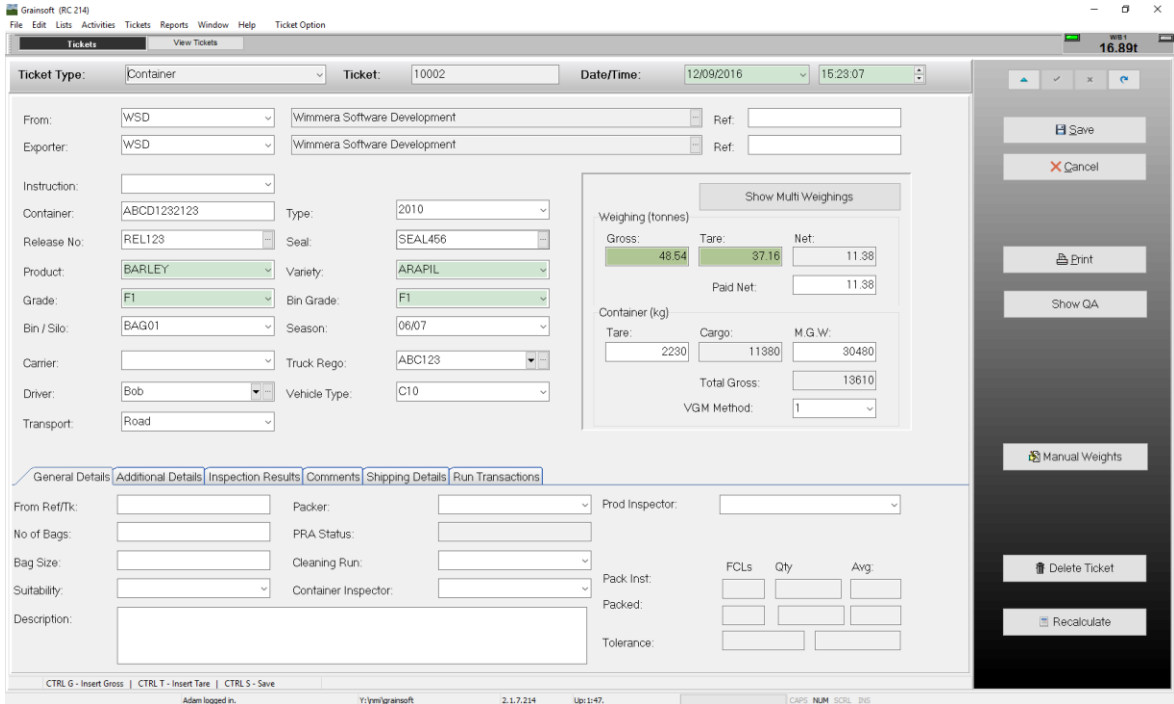 Grainsoft (RC 214)
File Edit Lists Activities Tickets Reports Window Help Ticket Option
Tickets View Tickets W/B 1
16.89t
Ticket Type: Container Ticket: 10002 Date/Time: 12/09/2016 15:23:07
From: WSD Wimmera Software Development ... Ref:
Exporter: WSD Wimmera Software Development ... Ref:
Save
Cancel
Instruction:
Show Multi Weighings
Container: ABCD1232123 Type: 2010
Weighing (tonnes)
Release No: REL123 ... Seal: SEAL456 ...
Gross: Tare: Net:
48.54 37.16 11.38
Product: BARLEY Variety: ARAPIL
Print
Paid Net: 11.38
Grade: F1 Bin Grade: F1
Show QA
Container (kg)
Bin / Silo: BAG01 Season: 06/07
Tare: Cargo: M.G.W:
2230 11380 30480
Carrier: Truck Rego: ABC123 ...
Total Gross: 13610
Driver: Bob ... Vehicle Type: C10
VGM Method: 1
Transport: Road
Manual Weights
General Details Additional Details Inspection Results Comments Shipping Details Run Transactions
From Ref/Tk: Packer: Prod Inspector:
No of Bags: PRA Status:
Bag Size: Cleaning Run:
FCLs Qty Avg:
Delete Ticket
Pack Inst:
Suitability: Container Inspector:
Packed:
Description:
Recalculate
Tolerance:
CTRL G - Insert Gross | CTRL T - Insert Tare | CTRL S - Save
Adam logged in. Y:\nmi\grainsoft 2.1.7.214 Up: 1:47. CAPS NUM SCRL INS